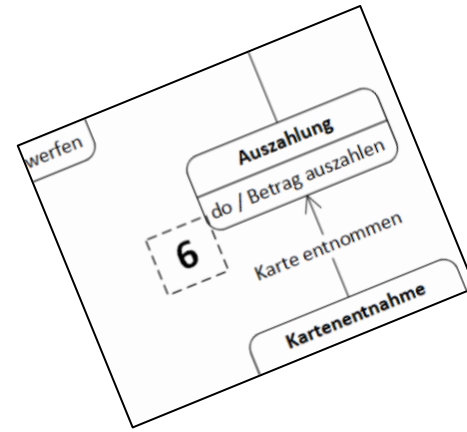 werfen
Auszahlung
do / Betrag auszahlen
6
Karte entnommen
Kartenentnahme